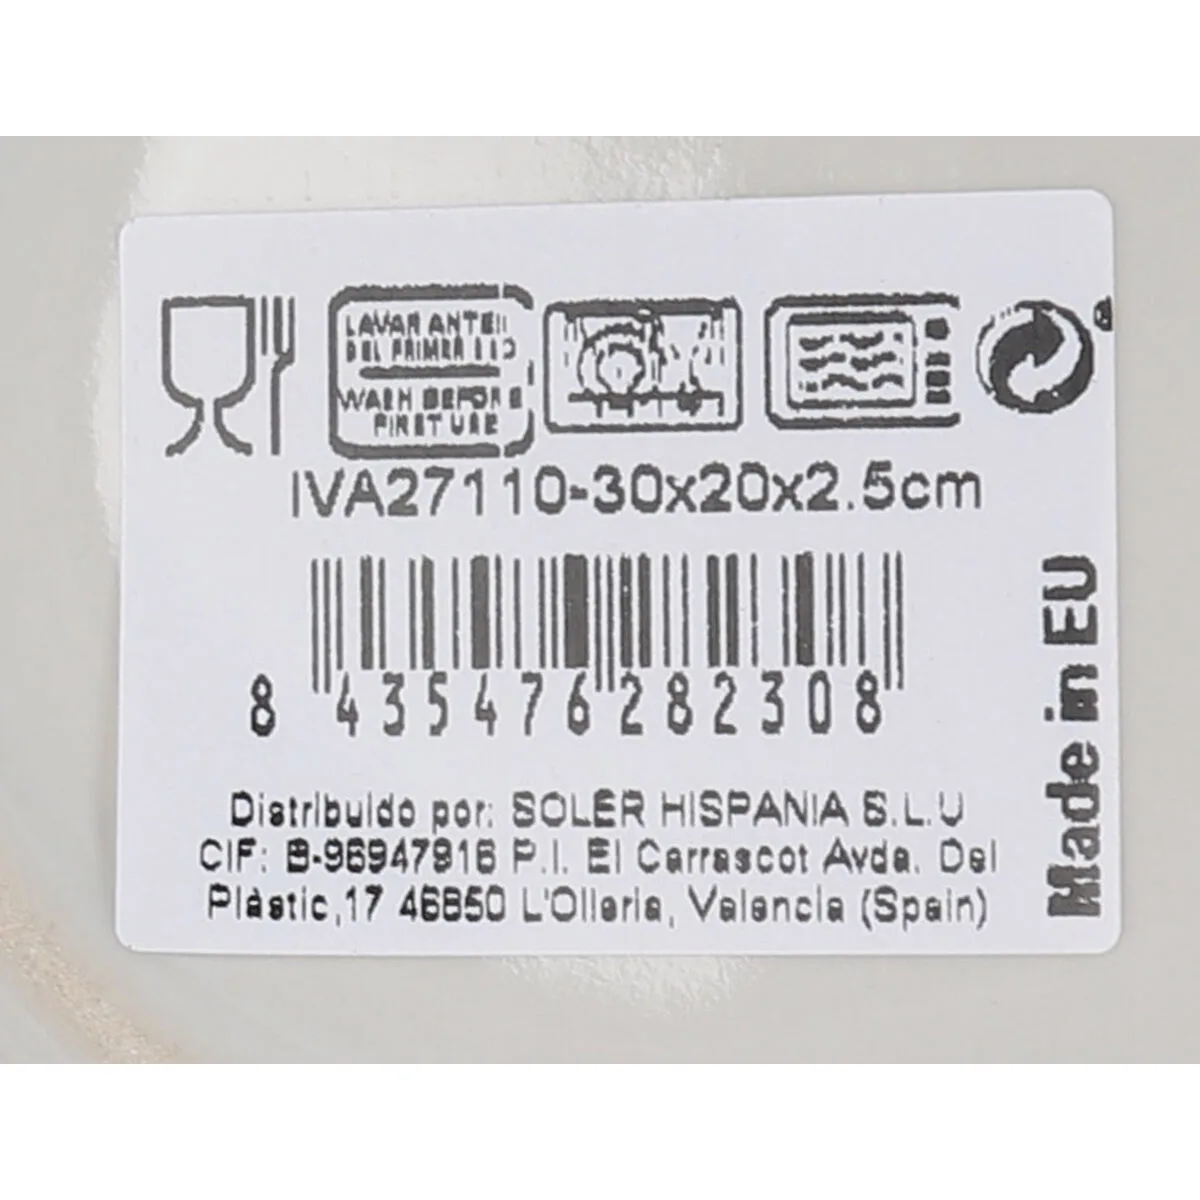 LAVAR ANTES
DEL PRIMER USO
WASH BEFORE
FIRST USE
IVA27110-30x20x2.5cm
8 435476 282308
Made in EU
Distribuido por: SOLER HISPANIA S.L.U
CIF: B-96947916 P.I. El Carrascot Avda. Del
Plàstic,17 46850 L'Olleria, Valencia (Spain)